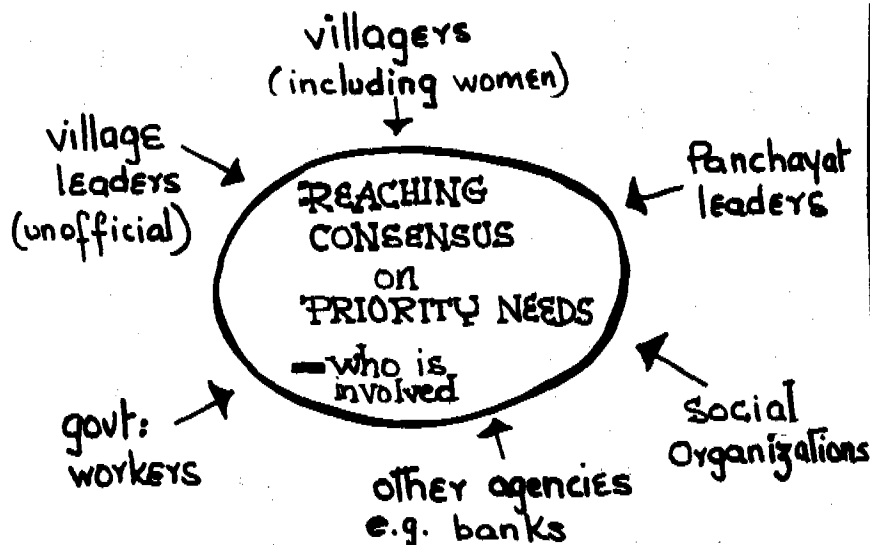 villagers
(including women)
village
leaders
(unofficial)
Panchayat
leaders
REACHING
CONSENSUS
on
PRIORITY NEEDS
– who is
involved
govt:
workers
social
organizations
other agencies
e.g. banks